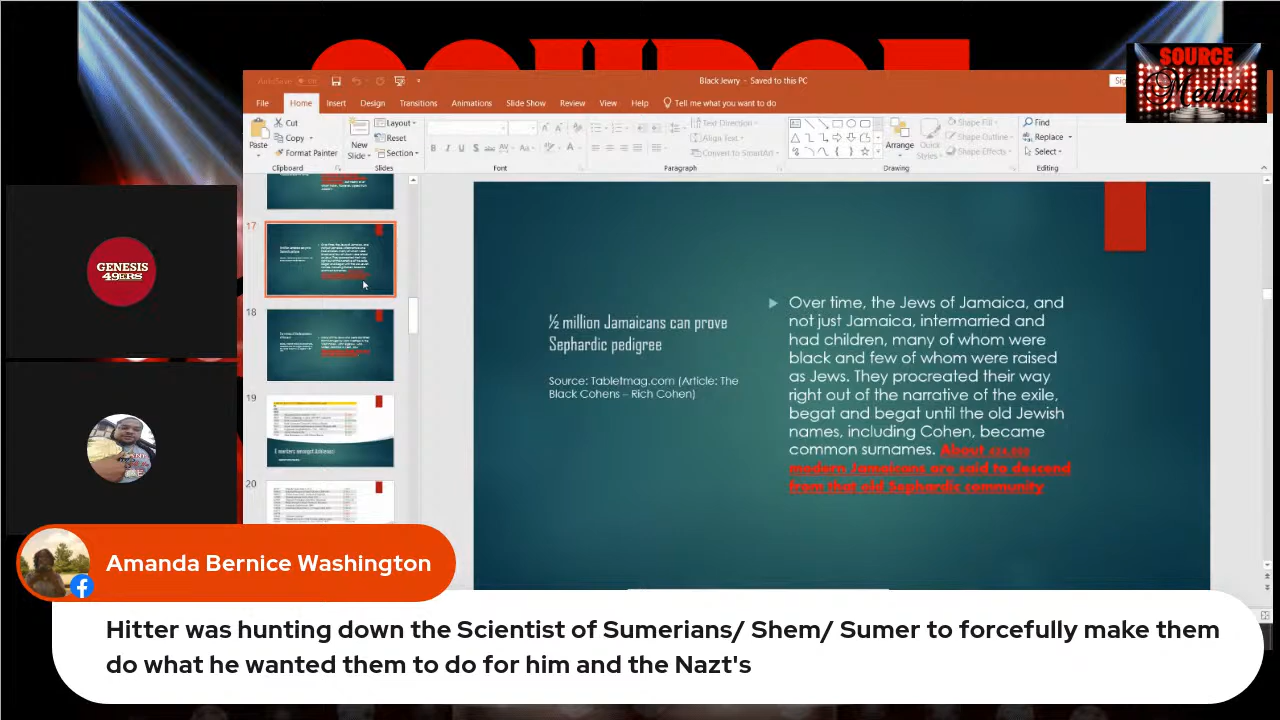 SOURCE
Media
AutoSave
Black Jewry - Saved to this PC
File Home Insert Design Transitions Animations Slide Show Review View Help Tell me what you want to do
Paste
Cut
Copy
Format Painter
Clipboard
New Slide
Layout
Reset
Section
Slides
Font
Text Direction
Align Text
Convert to SmartArt
Paragraph
Arrange
Quick Styles
Shape Fill
Shape Outline
Shape Effects
Drawing
Find
Replace
Select
Editing
GENESIS
49ERS
17
18
19
20
½ million Jamaicans can prove
Sephardic pedigree
Source: Tabletmag.com (Article: The
Black Cohens – Rich Cohen)
Over time, the Jews of Jamaica, and
not just Jamaica, intermarried and
had children, many of whom were
black and few of whom were raised
as Jews. They procreated their way
right out of the narrative of the exile,
begat and begat until the old Jewish
names, including Cohen, became
common surnames. About
modern Jamaicans are said to descend
from that old Sephardic community
Amanda Bernice Washington
Hitter was hunting down the Scientist of Sumerians/ Shem/ Sumer to forcefully make them
do what he wanted them to do for him and the Nazt's